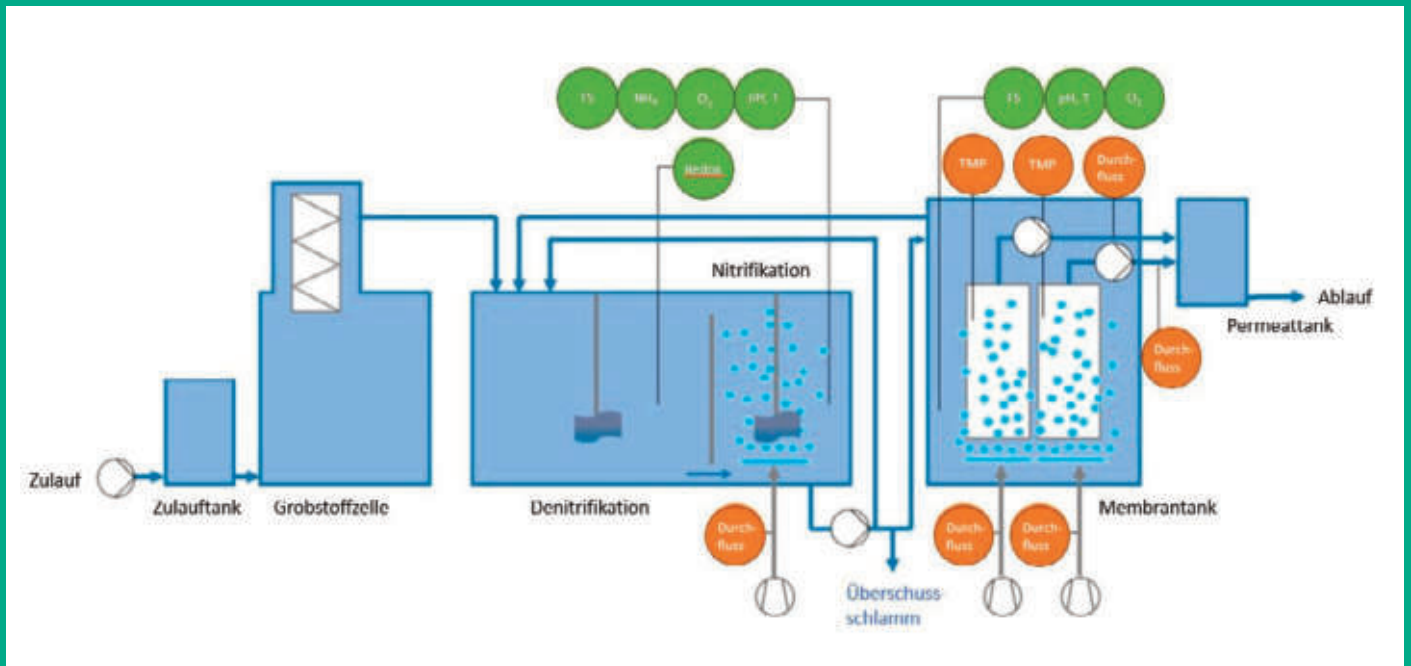 TS NH₄ O₂ pH, T
TS pH, T O₂
Redox
TMP
TMP
Durch-
fluss
Nitrifikation
Ablauf
Permeattank
Durch-
fluss
Zulauf
Zulauftank
Grobstoffzelle
Denitrifikation
Membrantank
Durch-
fluss
Durch-
fluss
Durch-
fluss
Überschuss
schlamm